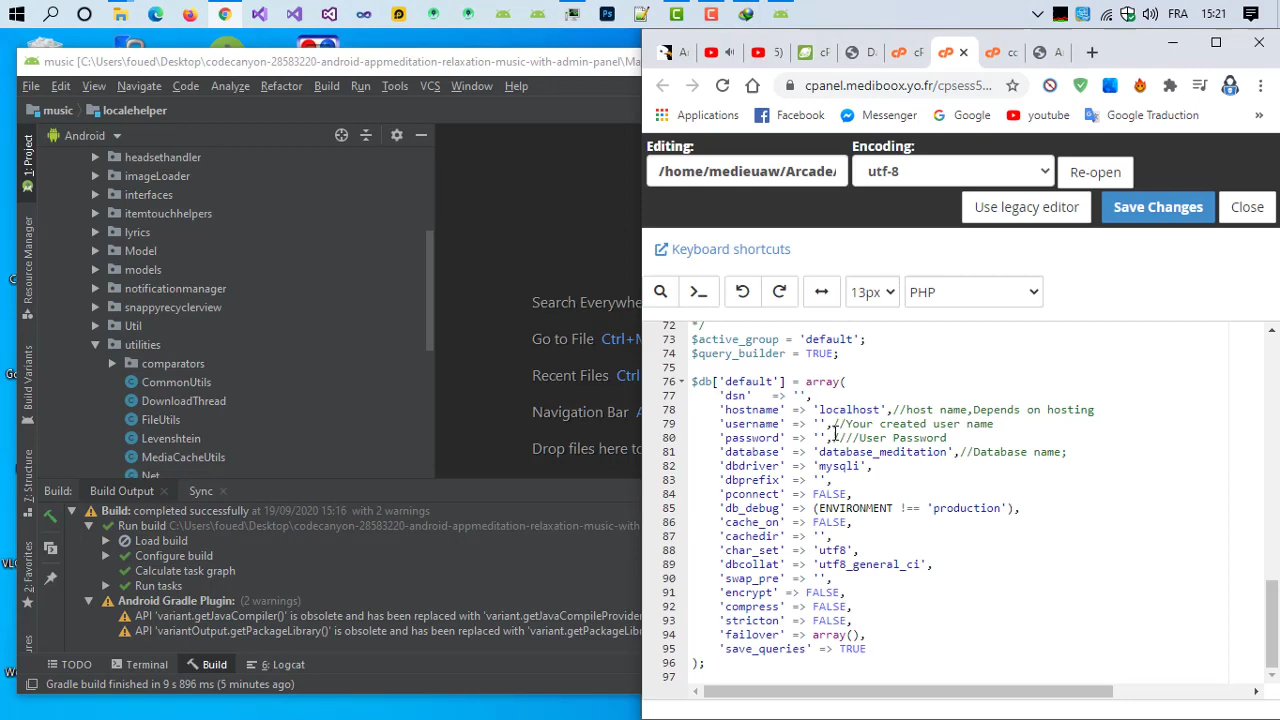 FRA
15:21
music [C:\Users\foued\Desktop\codecanyon-28583220-android-appmeditation-relaxation-music-with-admin-panel\Ma
File Edit View Navigate Code Analyze Refactor Build Run Tools VCS Window Help
music localehelper
Android
1: Project
Resource Manager
Build Variants
7: Structure
2: Favorites
headsethandler
imageLoader
interfaces
itemtouchhelpers
lyrics
Model
models
notificationmanager
snappyrecyclerview
Util
utilities
comparators
CommonUtils
DownloadThread
FileUtils
Levenshtein
MediaCacheUtils
Net
Search Everywhe
Go to File Ctrl+
Recent Files Ctrl
Navigation Bar
Drop files here to
Build: Build Output Sync
Build: completed successfully at 19/09/2020 15:16
Run build C:\Users\foued\Desktop\codecanyon-28583220-android-appmeditation-relaxation-music-with
Load build
Configure build
Calculate task graph
Run tasks
Android Gradle Plugin: (2 warnings)
API 'variant.getJavaCompiler()' is obsolete and has been replaced with 'variant.getJavaCompileProvider
API 'variantOutput.getPackageLibrary()' is obsolete and has been replaced with 'variant.getPackageLibra
TODO Terminal Build 6: Logcat
Gradle build finished in 9 s 896 ms (5 minutes ago)
5)
cpanel.mediboox.yo.fr/cpsess5...
Applications Facebook Messenger Google youtube Google Traduction »
Editing: Encoding:
/home/medieuaw/Arcade/ utf-8 Re-open
Use legacy editor Save Changes Close
Keyboard shortcuts
13px PHP
72 */
73 $active_group = 'default';
74 $query_builder = TRUE;
75
76 $db['default'] = array(
77 'dsn' => '',
78 'hostname' => 'localhost',//host name,Depends on hosting
79 'username' => '',//Your created user name
80 'password' => '',///User Password
81 'database' => 'database_meditation',//Database name;
82 'dbdriver' => 'mysqli',
83 'dbprefix' => '',
84 'pconnect' => FALSE,
85 'db_debug' => (ENVIRONMENT !== 'production'),
86 'cache_on' => FALSE,
87 'cachedir' => '',
88 'char_set' => 'utf8',
89 'dbcollat' => 'utf8_general_ci',
90 'swap_pre' => '',
91 'encrypt' => FALSE,
92 'compress' => FALSE,
93 'stricton' => FALSE,
94 'failover' => array(),
95 'save_queries' => TRUE
96 );
97